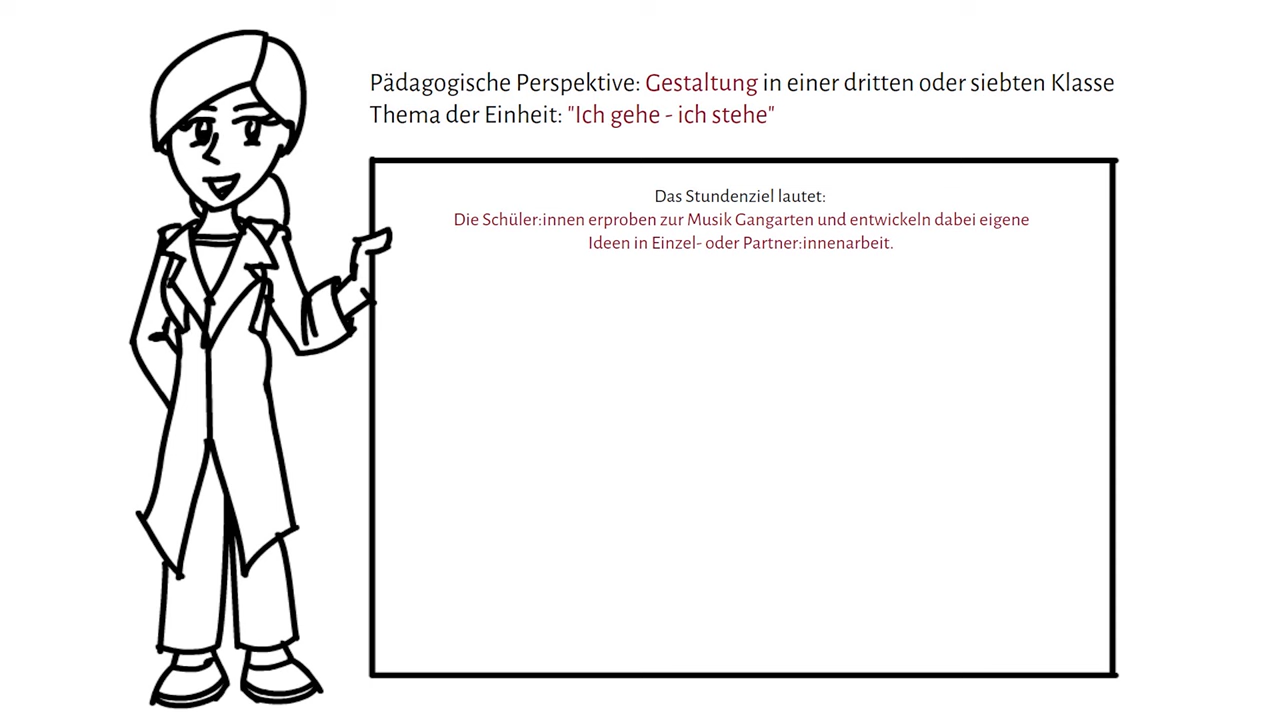 Pädagogische Perspektive: Gestaltung in einer dritten oder siebten Klasse
Thema der Einheit: "Ich gehe - ich stehe"
Das Stundenziel lautet:
Die Schüler:innen erproben zur Musik Gangarten und entwickeln dabei eigene
Ideen in Einzel- oder Partner:innenarbeit.